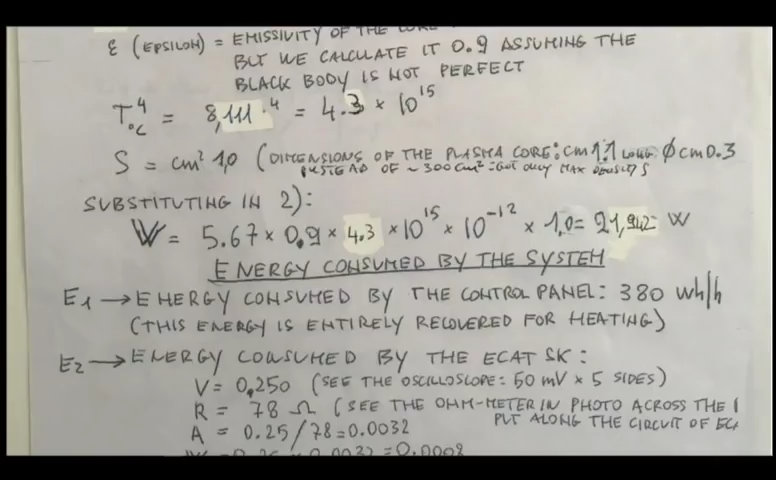 ε (EPSILON) = EMISSIVITY OF THE
BUT WE CALCULATE IT 0.9 ASSUMING THE
BLACK BODY IS NOT PERFECT
T⁴°C = 8,111·⁴ = 4.3 × 10¹⁵
S = cm² 1,0 (DIMENSIONS OF THE PLASMA CORE: cm 1.1 LONG Ø cm 0.3
INSTEAD OF ~300 cm²: GOT ONLY MAX DENSITY S
SUBSTITUTING IN 2):
W = 5.67 × 0.9 × 4.3 × 10¹⁵ × 10⁻¹² × 1,0 = 21,942 W
ENERGY CONSUMED BY THE SYSTEM
E1 → ENERGY CONSUMED BY THE CONTROL PANEL: 380 Wh/h
(THIS ENERGY IS ENTIRELY RECOVERED FOR HEATING)
E2 → ENERGY CONSUMED BY THE ECAT SK:
V = 0,250 (SEE THE OSCILLOSCOPE: 50 mV × 5 SIDES)
R = 78 Ω (SEE THE OHM-METER IN PHOTO ACROSS THE
PUT ALONG THE CIRCUIT OF ECA
A = 0.25/78 = 0.0032